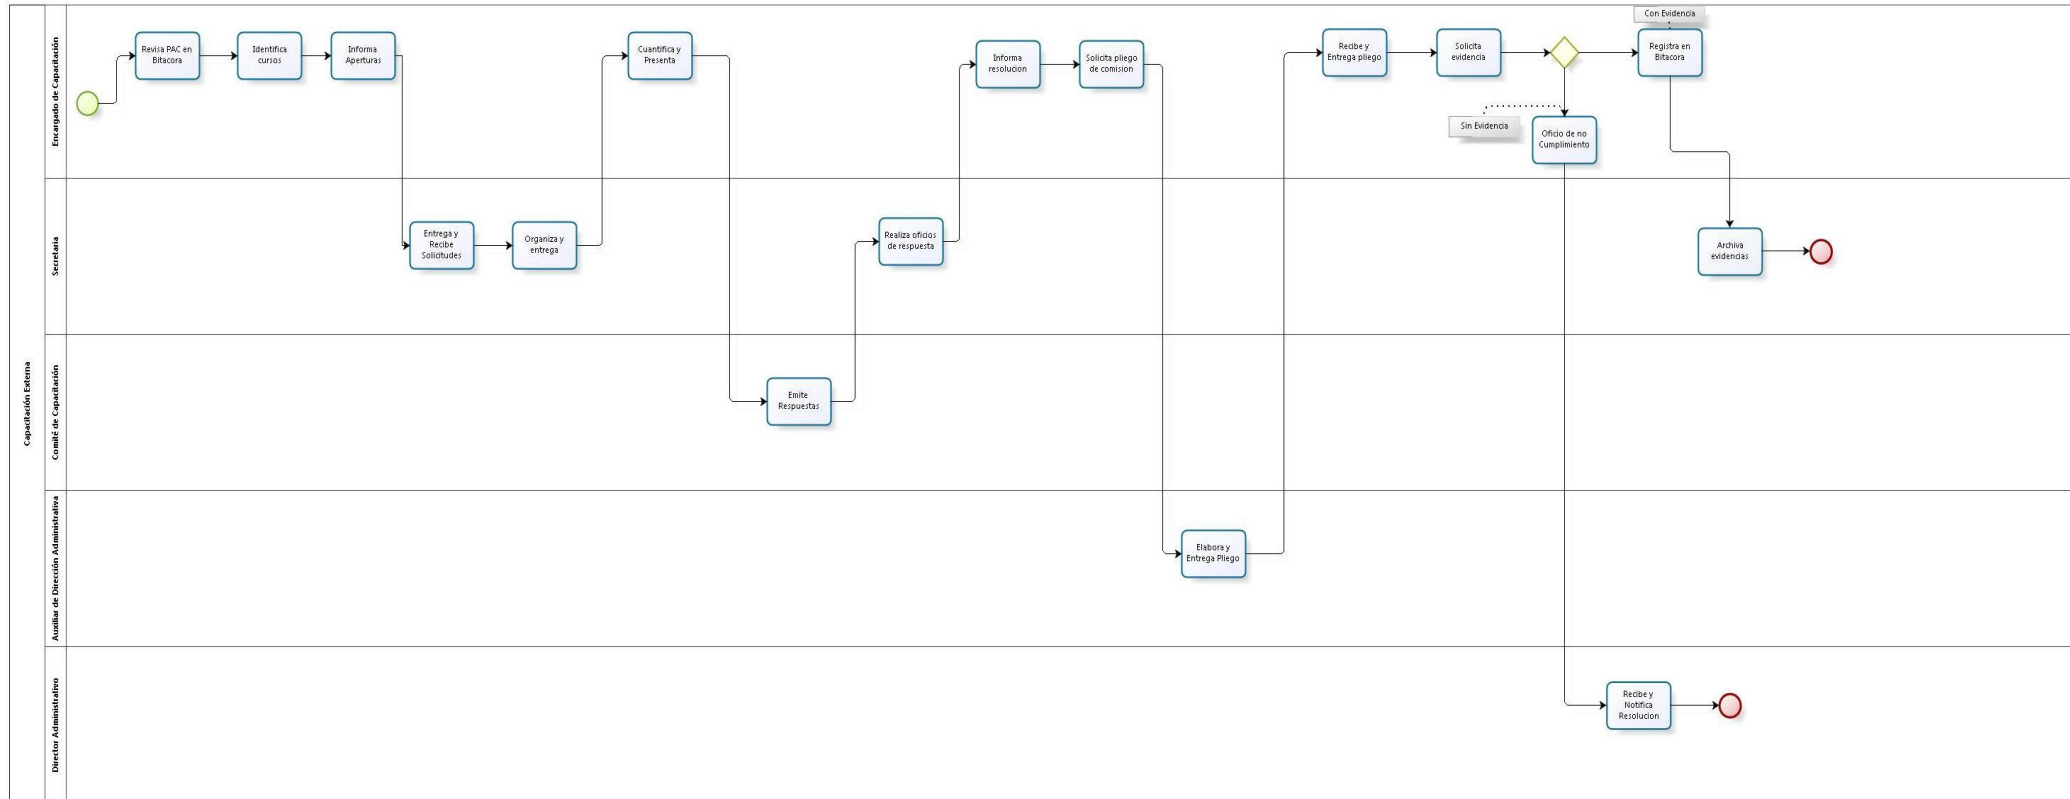 Capacitación Externa
Encargado de Capacitación
Revisa PAC en
Bitacora
Identifica
cursos
Informa
Aperturas
Cuantifica y
Presenta
Informa
resolucion
Solicita pliego
de comision
Recibe y
Entrega pliego
Solicita
evidencia
Con Evidencia
Registra en
Bitacora
Sin Evidencia
Oficio de no
Cumplimiento
Secretaria
Entrega y
Recibe
Solicitudes
Organiza y
entrega
Realiza oficios
de respuesta
Archiva
evidencias
Comité de Capacitación
Emite
Respuestas
Auxiliar de Dirección Administrativa
Elabora y
Entrega Pliego
Director Administrativo
Recibe y
Notifica
Resolucion